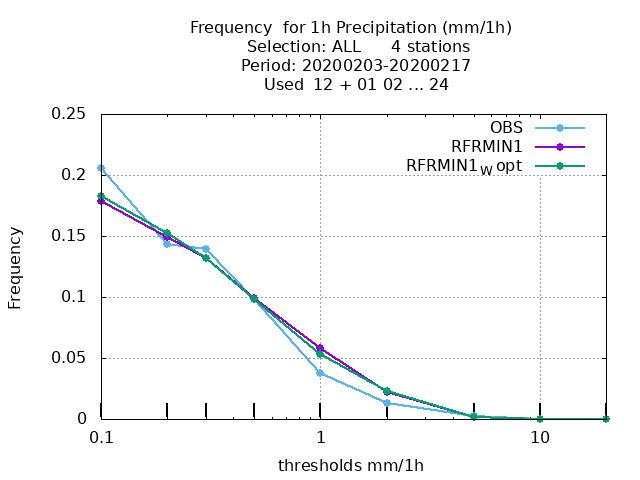 Frequency  for 1h Precipitation (mm/1h)
Selection: ALL      4 stations
Period: 20200203-20200217
Used  12 + 01 02 ... 24
0.25
OBS
RFRMIN1
RFRMIN1W opt
0.2
0.15
Frequency
0.1
0.05
0
0.1
1
10
thresholds mm/1h